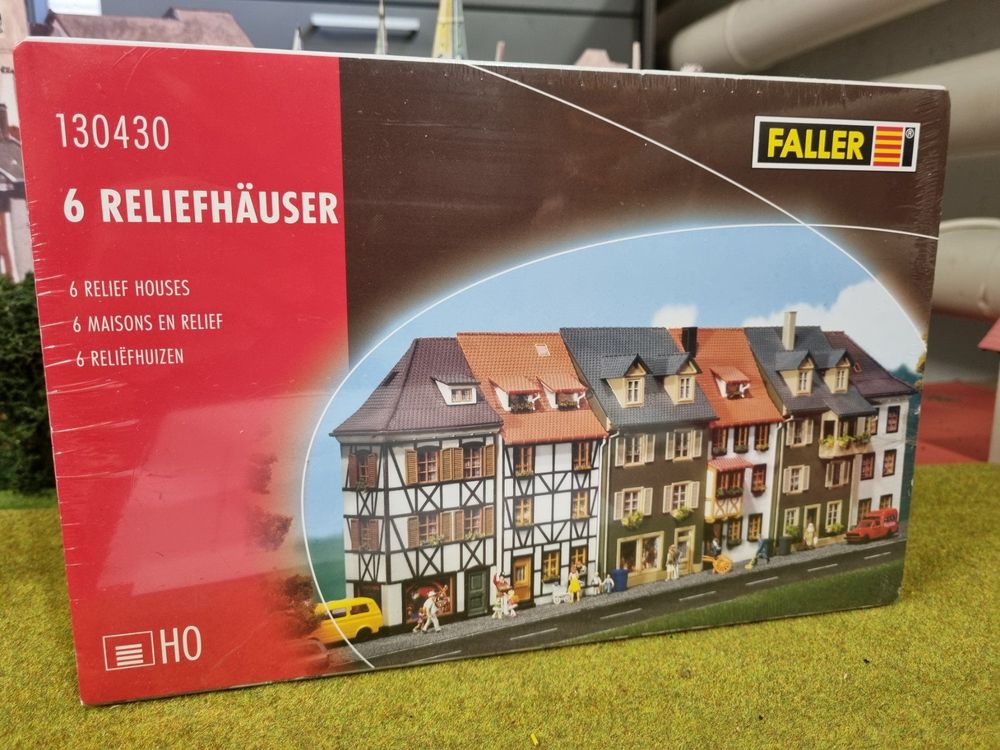 130430
6 RELIEFHÄUSER
6 RELIEF HOUSES
6 MAISONS EN RELIEF
6 RELIËFHUIZEN
HO
FALLER
®